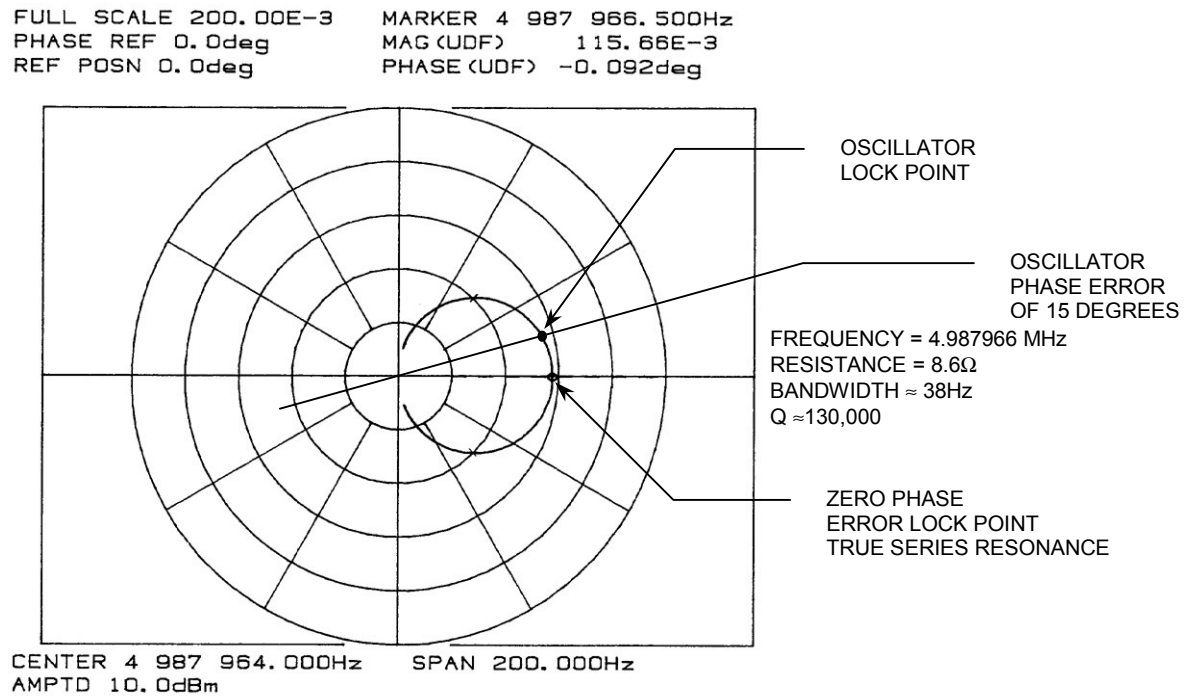 FULL SCALE 200.00E-3
PHASE REF 0.0deg
REF POSN 0.0deg
MARKER 4 987 966.500Hz
MAG(UDF) 115.66E-3
PHASE(UDF) -0.092deg
OSCILLATOR
LOCK POINT
OSCILLATOR
PHASE ERROR
OF 15 DEGREES
FREQUENCY = 4.987966 MHz
RESISTANCE = 8.6Ω
BANDWIDTH ≈ 38Hz
Q ≈130,000
ZERO PHASE
ERROR LOCK POINT
TRUE SERIES RESONANCE
CENTER 4 987 964.000Hz
SPAN 200.000Hz
AMPTD 10.0dBm